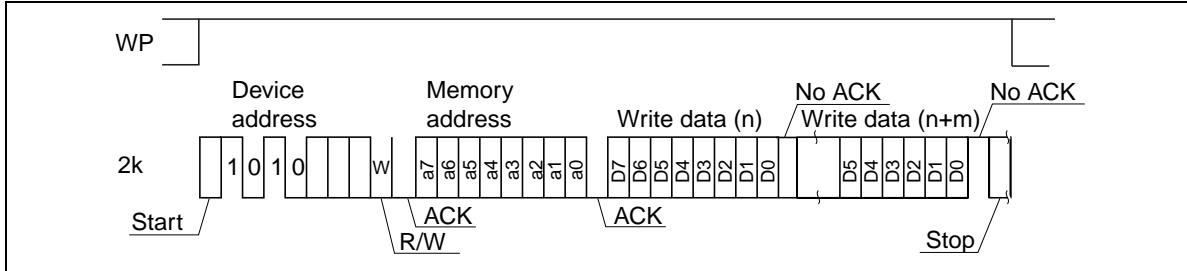 WP
Device address
Memory address
Write data (n)
No ACK
Write data (n+m)
No ACK
2k
1 0 1 0 W a7 a6 a5 a4 a3 a2 a1 a0 D7 D6 D5 D4 D3 D2 D1 D0 D5 D4 D3 D2 D1 D0
Start
R/W
ACK
ACK
Stop